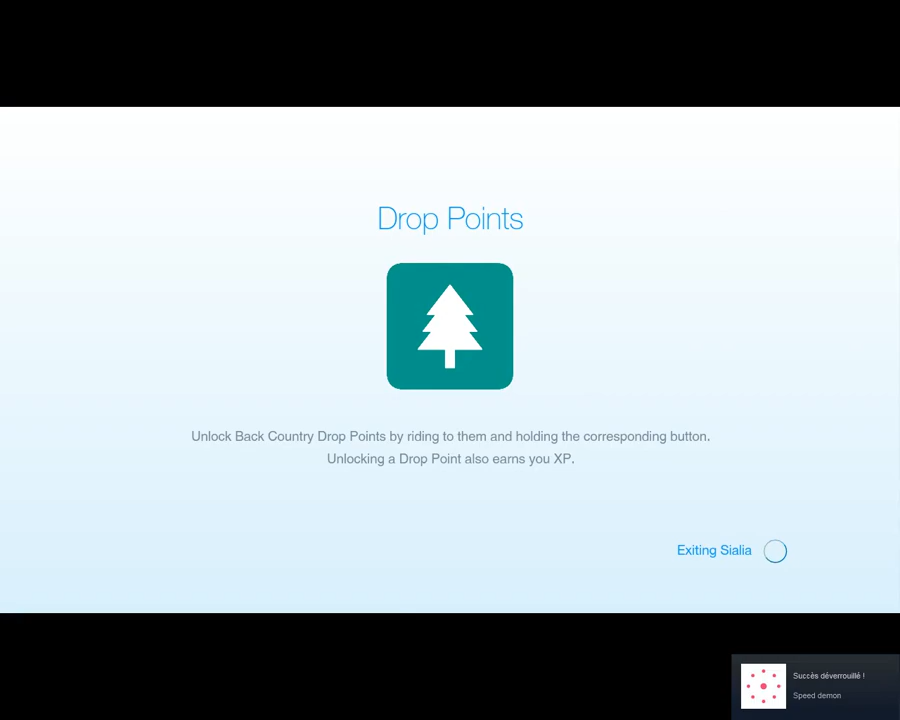 Drop Points
Unlock Back Country Drop Points by riding to them and holding the corresponding button.
Unlocking a Drop Point also earns you XP.
Exiting Sialia
Succès déverrouillé !
Speed demon